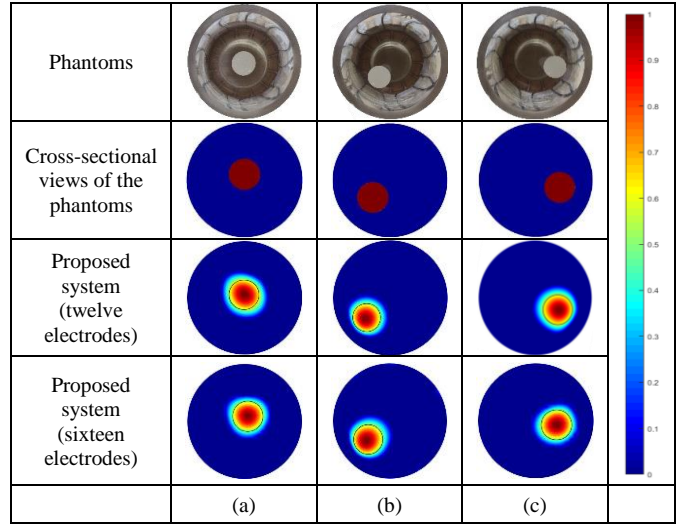 Phantoms
Cross-sectional
views of the
phantoms
Proposed
system
(twelve
electrodes)
Proposed
system
(sixteen
electrodes)
(a) (b) (c)
1
0.9
0.8
0.7
0.6
0.5
0.4
0.3
0.2
0.1
0